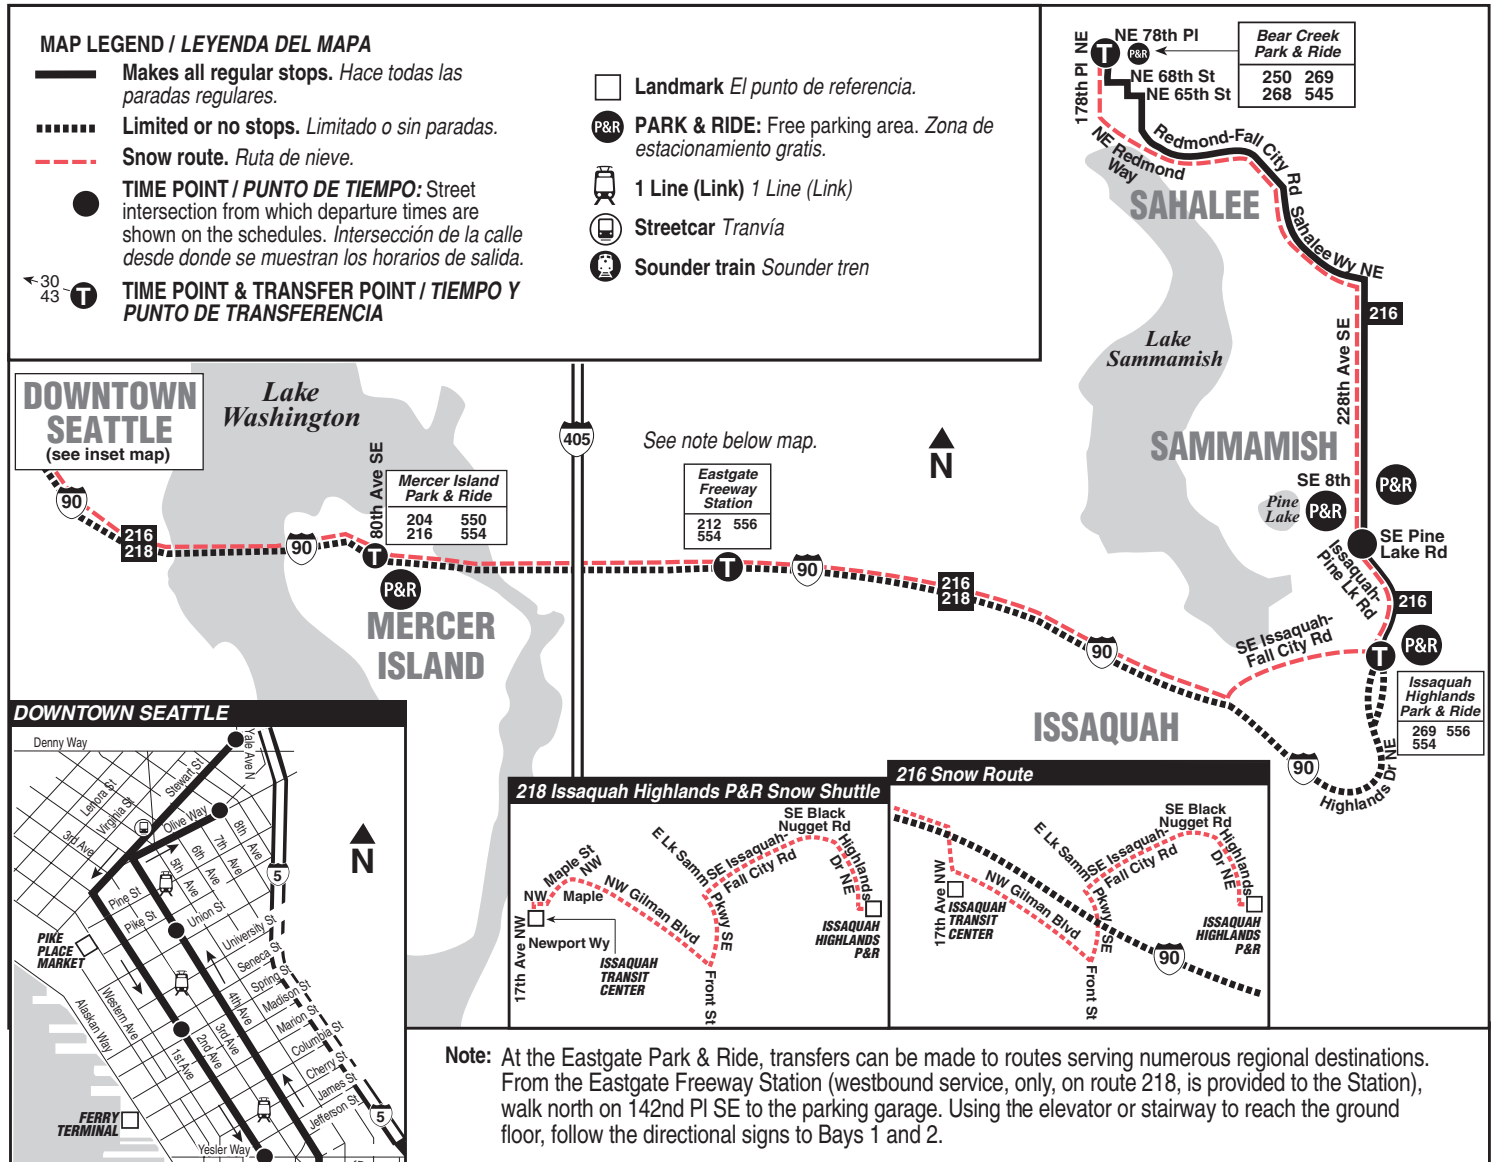 MAP LEGEND / LEYENDA DEL MAPA
Makes all regular stops. Hace todas las
paradas regulares.
Limited or no stops. Limitado o sin paradas.
Snow route. Ruta de nieve.
TIME POINT / PUNTO DE TIEMPO: Street
intersection from which departure times are
shown on the schedules. Intersección de la calle
desde donde se muestran los horarios de salida.
30
43
T
TIME POINT & TRANSFER POINT / TIEMPO Y
PUNTO DE TRANSFERENCIA
Landmark El punto de referencia.
P&R
PARK & RIDE: Free parking area. Zona de
estacionamiento gratis.
1 Line (Link) 1 Line (Link)
Streetcar Tranvía
Sounder train Sounder tren
T
NE 78th Pl
P&R
Bear Creek
Park & Ride
250 269
268 545
178th Pl NE
NE 68th St
NE 65th St
NE Redmond
Way
Redmond-Fall City Rd
SAHALEE
Sahalee Wy NE
216
228th Ave SE
Lake
Sammamish
SAMMAMISH
SE 8th
P&R
P&R
Pine
Lake
SE Pine
Lake Rd
Issaquah-
Pine Lk Rd
216
SE Issaquah-
Fall City Rd
T
P&R
Issaquah
Highlands
Park & Ride
269 556
554
Highlands Dr NE
90
DOWNTOWN
SEATTLE
(see inset map)
Lake
Washington
90
216
218
90
80th Ave SE
Mercer Island
Park & Ride
204 550
216 554
T
P&R
MERCER
ISLAND
405
See note below map.
N
Eastgate
Freeway
Station
212 556
554
T
90
216
218
90
ISSAQUAH
DOWNTOWN SEATTLE
Denny Way
Yale Ave N
Stewart St
Lenora St
Virginia St
3rd Ave
Olive Way
8th Ave
7th Ave
6th Ave
5th Ave
N
5
Pine St
Pike St
Union St
University St
Seneca St
Spring St
Madison St
Marion St
Columbia St
Cherry St
James St
Jefferson St
PIKE
PLACE
MARKET
Western Ave
Alaskan Way
4th Ave
3rd Ave
2nd Ave
1st Ave
FERRY
TERMINAL
Yesler Way
5
218 Issaquah Highlands P&R Snow Shuttle
SE Black
Nugget Rd
E Lk Samm
Pkwy SE
SE Issaquah-
Fall City Rd
Highlands
Dr NE
Maple St
NW
NW
Maple
NW Gilman Blvd
17th Ave NW
Newport Wy
ISSAQUAH
TRANSIT
CENTER
Front St
ISSAQUAH
HIGHLANDS
P&R
216 Snow Route
SE Black
Nugget Rd
E Lk Samm
Pkwy SE
SE Issaquah-
Fall City Rd
Highlands
Dr NE
17th Ave NW
NW Gilman Blvd
ISSAQUAH
TRANSIT
CENTER
Front St
90
ISSAQUAH
HIGHLANDS
P&R
Note: At the Eastgate Park & Ride, transfers can be made to routes serving numerous regional destinations.
From the Eastgate Freeway Station (westbound service, only, on route 218, is provided to the Station),
walk north on 142nd Pl SE to the parking garage. Using the elevator or stairway to reach the ground
floor, follow the directional signs to Bays 1 and 2.